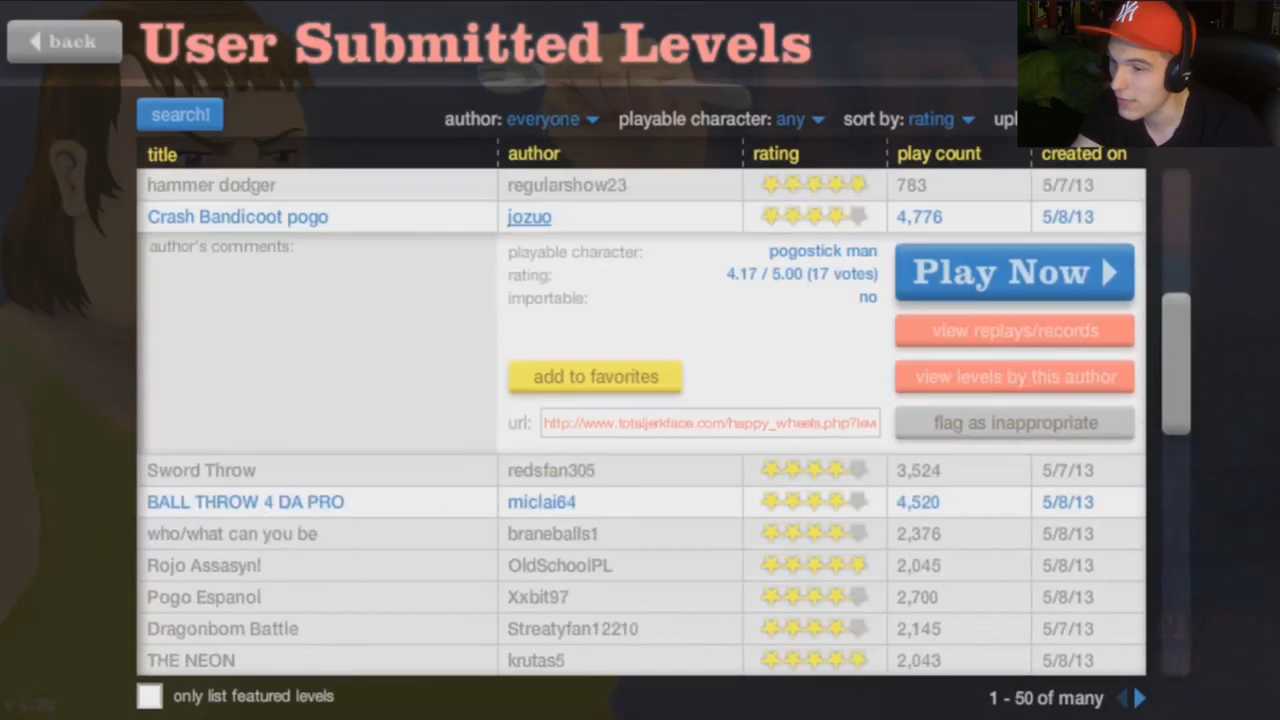 back
User Submitted Levels
search!
author: everyone playable character: any sort by: rating upl
title author rating play count created on
hammer dodger regularshow23 783 5/7/13
Crash Bandicoot pogo jozuo 4,776 5/8/13
author's comments:
playable character: pogostick man
rating: 4.17 / 5.00 (17 votes)
importable: no
Play Now
view replays/records
add to favorites
view levels by this author
url: http://www.totaljerkface.com/happy_wheels.php?lev
flag as inappropriate
Sword Throw redsfan305 3,524 5/7/13
BALL THROW 4 DA PRO miclai64 4,520 5/8/13
who/what can you be braneballs1 2,376 5/8/13
Rojo Assasyn! OldSchoolPL 2,045 5/8/13
Pogo Espanol Xxbit97 2,700 5/8/13
Dragonbom Battle Streatyfan12210 2,145 5/7/13
THE NEON krutas5 2,043 5/8/13
only list featured levels
1 - 50 of many